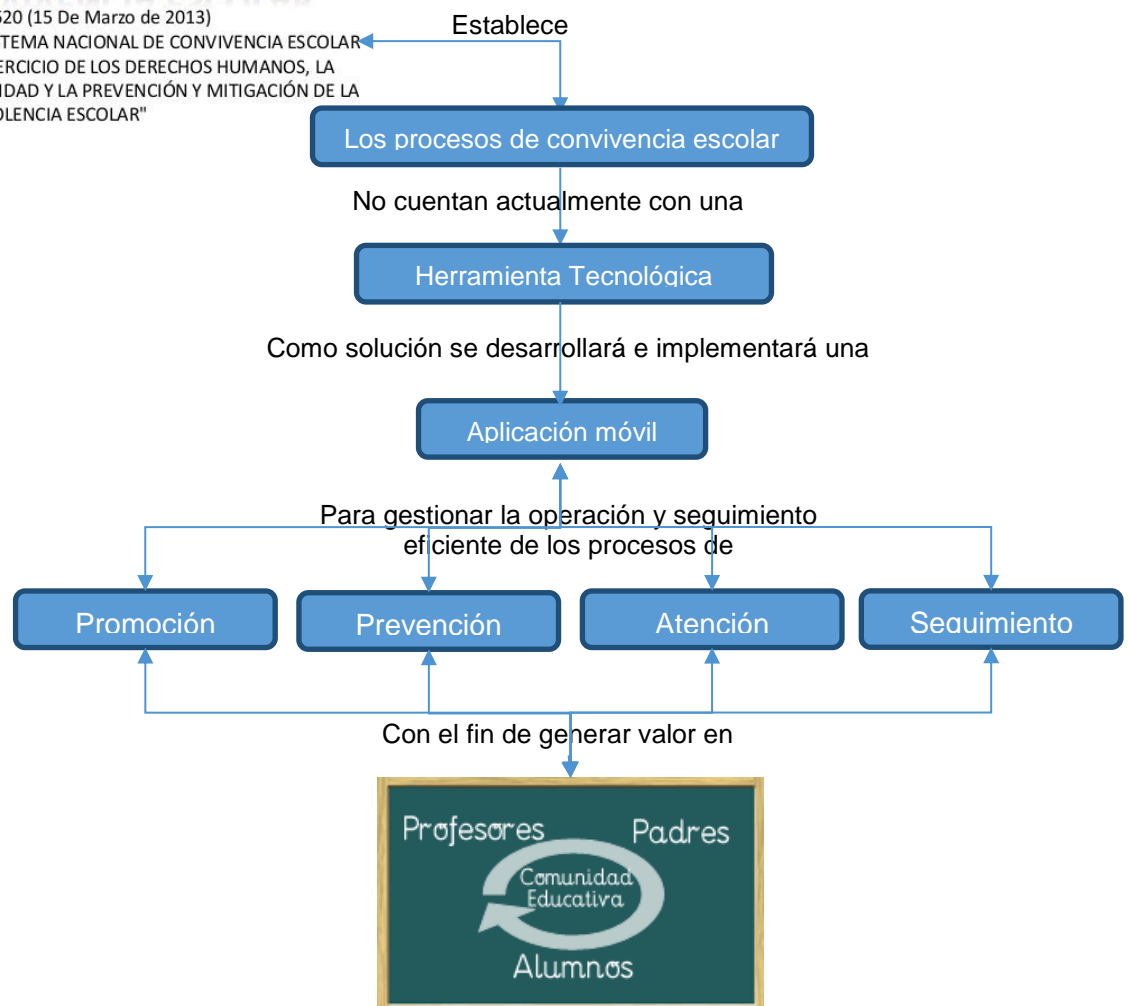 620 (15 De Marzo de 2013)
TEMA NACIONAL DE CONVIVENCIA ESCOLAR
ERCICIO DE LOS DERECHOS HUMANOS, LA
IDAD Y LA PREVENCIÓN Y MITIGACIÓN DE LA
OLENCIA ESCOLAR"
Establece
Los procesos de convivencia escolar
No cuentan actualmente con una
Herramienta Tecnológica
Como solución se desarrollará e implementará una
Aplicación móvil
Para gestionar la operación y seguimiento
eficiente de los procesos de
Promoción
Prevención
Atención
Seguimiento
Con el fin de generar valor en
Profesores
Padres
Comunidad
Educativa
Alumnos